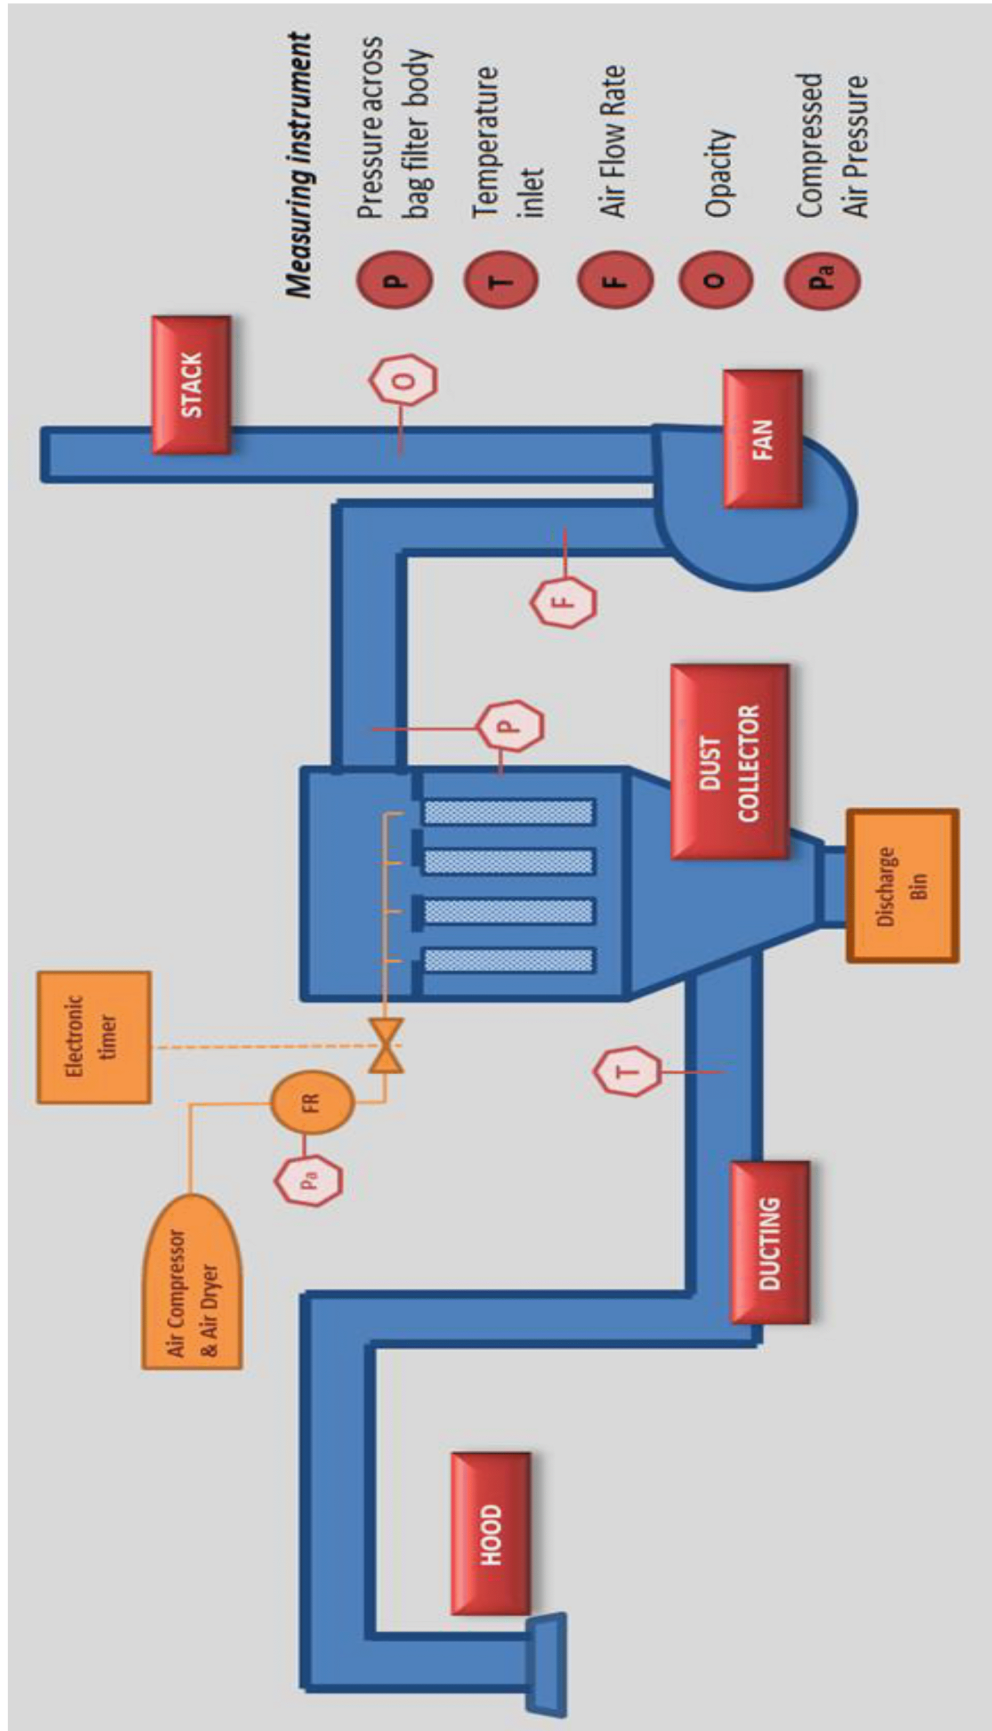 Air Compressor
& Air Dryer
Electronic
timer
Pa
FR
STACK
Measuring instrument
P
Pressure across
bag filter body
T
Temperature
inlet
F
Air Flow Rate
O
Opacity
Pa
Compressed
Air Pressure
O
P
F
T
HOOD
DUCTING
DUST
COLLECTOR
FAN
Discharge
Bin